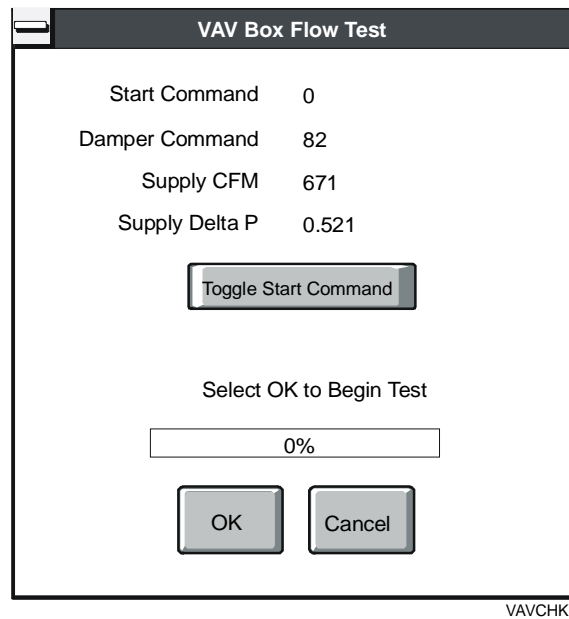 VAV Box Flow Test
Start Command 0
Damper Command 82
Supply CFM 671
Supply Delta P 0.521
Toggle Start Command
Select OK to Begin Test
0%
OK Cancel
VAVCHK